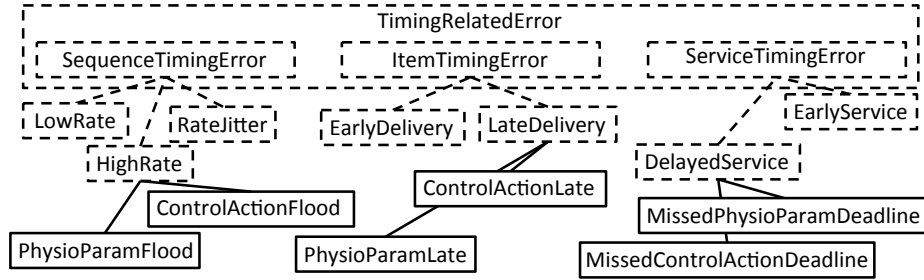 TimingRelatedError
SequenceTimingError
ItemTimingError
ServiceTimingError
LowRate
RateJitter
EarlyDelivery
LateDelivery
EarlyService
HighRate
DelayedService
ControlActionFlood
ControlActionLate
MissedPhysioParamDeadline
PhysioParamFlood
PhysioParamLate
MissedControlActionDeadline